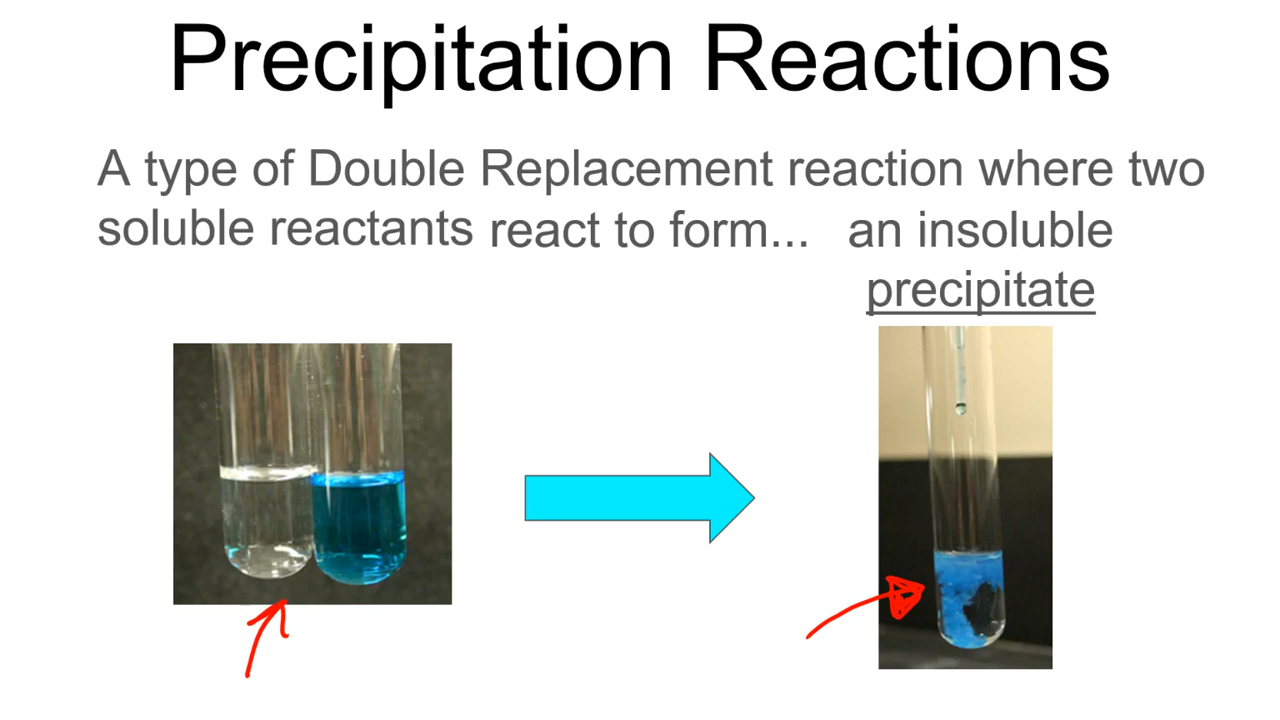 Precipitation Reactions
A type of Double Replacement reaction where two
soluble reactants react to form... an insoluble
precipitate